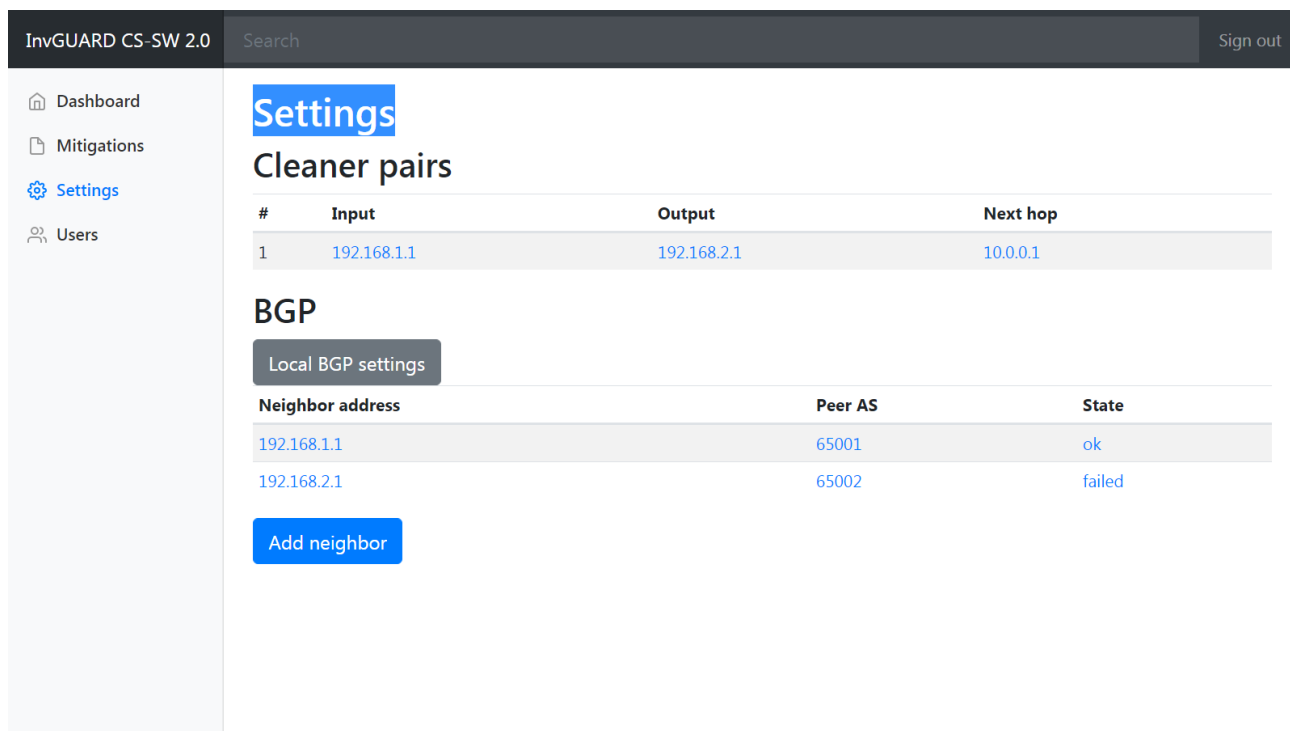 InvGUARD CS-SW 2.0 Search Sign out
Dashboard
Mitigations
Settings
Users
Settings
Cleaner pairs
# Input Output Next hop
1 192.168.1.1 192.168.2.1 10.0.0.1
BGP
Local BGP settings
Neighbor address Peer AS State
192.168.1.1 65001 ok
192.168.2.1 65002 failed
Add neighbor